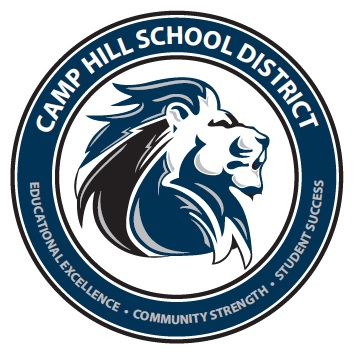 CAMP HILL SCHOOL DISTRICT
EDUCATIONAL EXCELLENCE • COMMUNITY STRENGTH • STUDENT SUCCESS